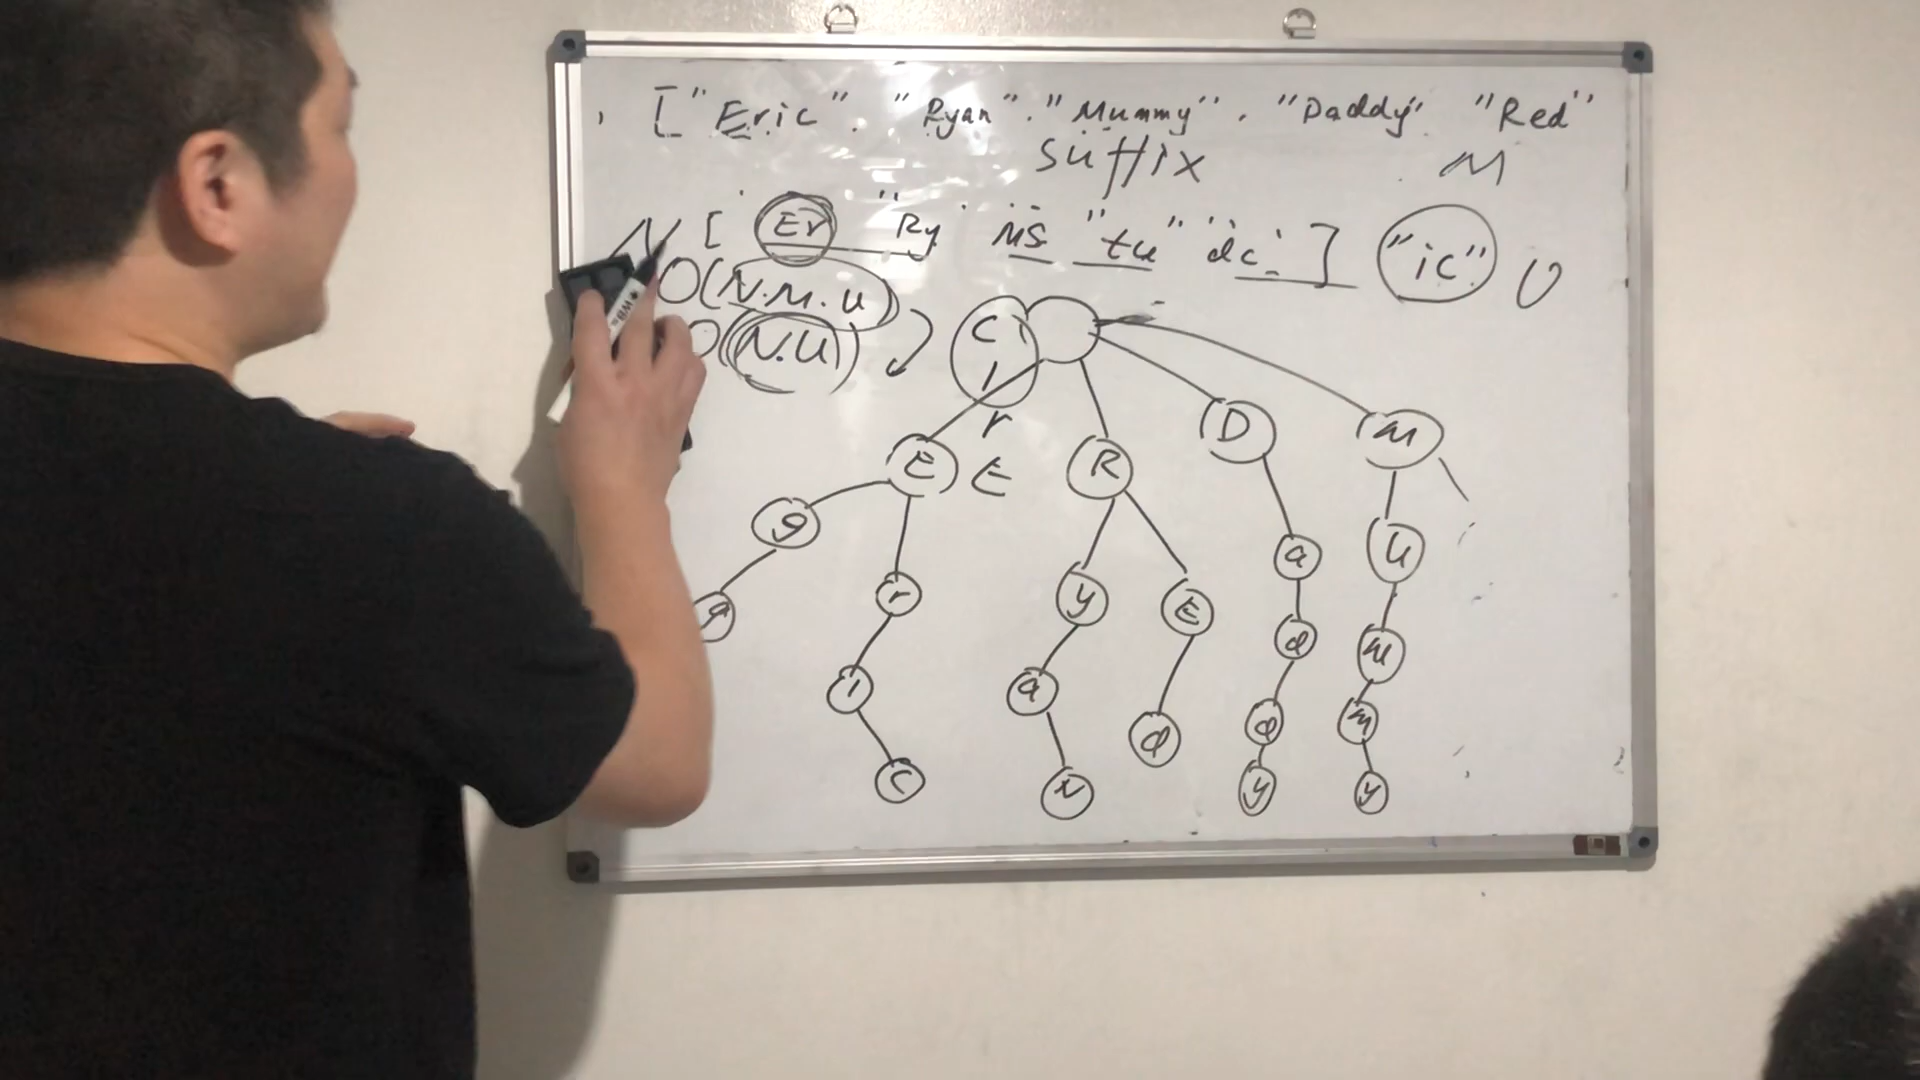 ["Eric". "Ryan". "Mummy". "Daddy" "Red"
suffix M
N [ "Er "Ry MS "tu" "dc" ] "ic" U
O(N.M.U)
O(N.U)
C
I
r
E
E R D M
g r y E a U
g i a d d m
c N d m
y y